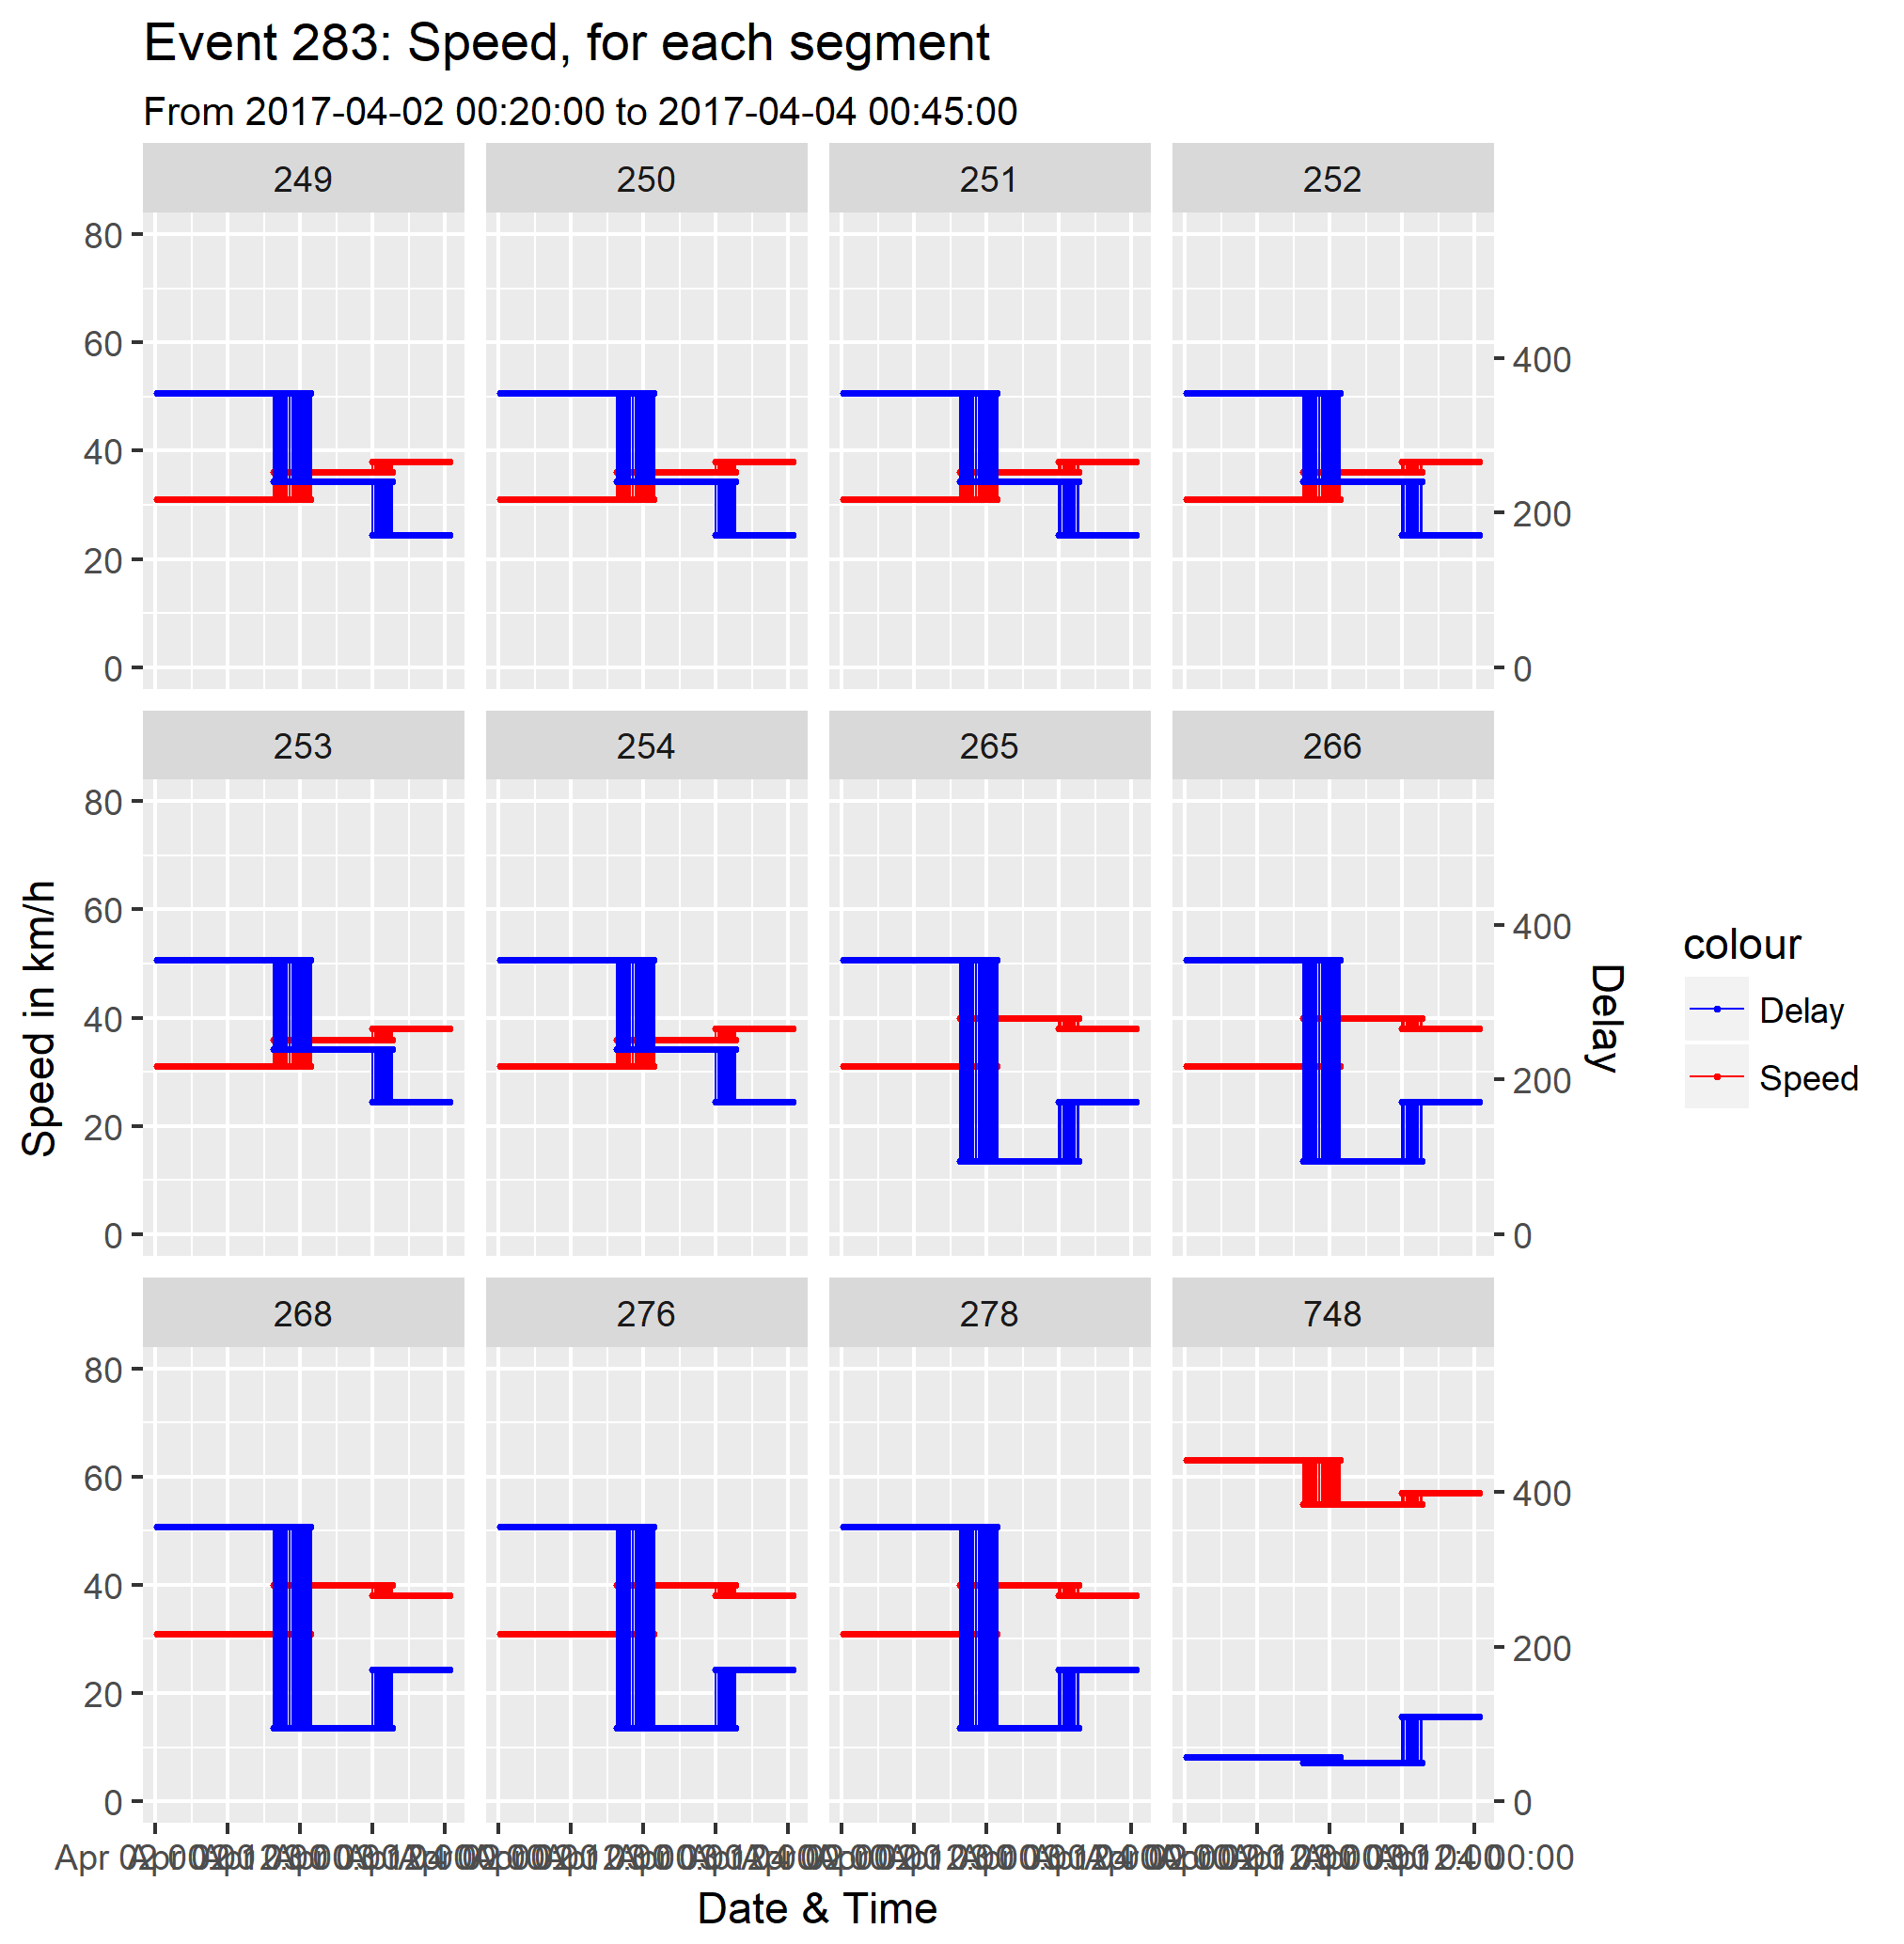 Event 283: Speed, for each segment
From 2017-04-02 00:20:00 to 2017-04-04 00:45:00
249 250 251 252
80
60
40
20
0
400
200
0
253 254 265 266
80
60
40
20
0
400
200
0
268 276 278 748
80
60
40
20
0
400
200
0
Speed in km/h
Delay
colour
Delay
Speed
Date & Time